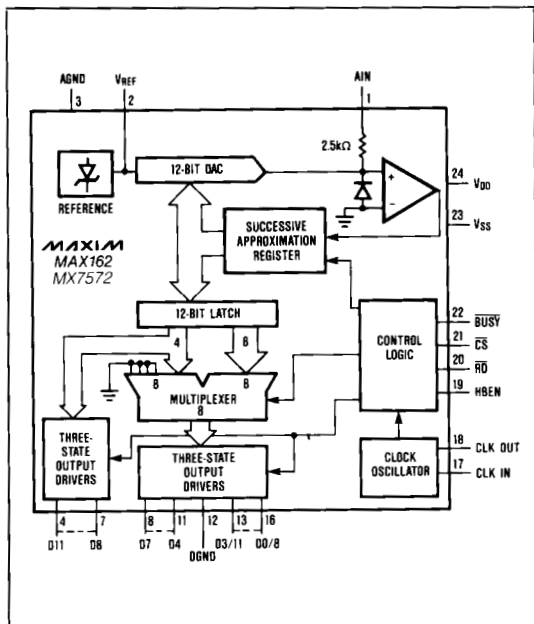 AGND
3
VREF
2
AIN
1
2.5kΩ
12-BIT DAC
REFERENCE
+
−
24
VDD
23
VSS
MAXIM
MAX162
MX7572
SUCCESSIVE
APPROXIMATION
REGISTER
12-BIT LATCH
4
8
8
8
MULTIPLEXER
8
CONTROL
LOGIC
22
BUSY
21
CS
20
RD
19
HBEN
THREE-
STATE
OUTPUT
DRIVERS
THREE-STATE
OUTPUT
DRIVERS
CLOCK
OSCILLATOR
18
CLK OUT
17
CLK IN
4
7
8
11
12
13
16
D11
D8
D7
D4
DGND
D3/11
D0/8